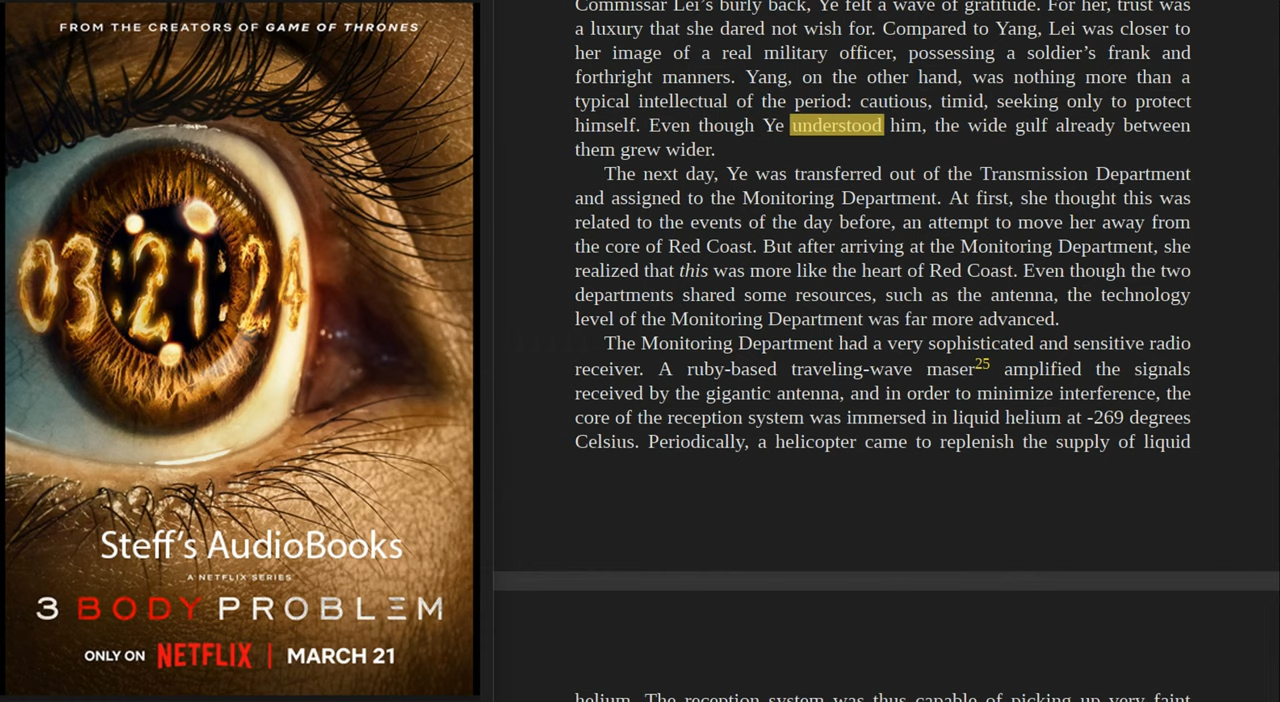 FROM THE CREATORS OF GAME OF THRONES
03:21:24
Steff's AudioBooks
A NETFLIX SERIES
3 BODY PROBLEM
ONLY ON NETFLIX | MARCH 21
Commissar Lei’s burly back, Ye felt a wave of gratitude. For her, trust was
a luxury that she dared not wish for. Compared to Yang, Lei was closer to
her image of a real military officer, possessing a soldier’s frank and
forthright manners. Yang, on the other hand, was nothing more than a
typical intellectual of the period: cautious, timid, seeking only to protect
himself. Even though Ye understood him, the wide gulf already between
them grew wider.
The next day, Ye was transferred out of the Transmission Department
and assigned to the Monitoring Department. At first, she thought this was
related to the events of the day before, an attempt to move her away from
the core of Red Coast. But after arriving at the Monitoring Department, she
realized that this was more like the heart of Red Coast. Even though the two
departments shared some resources, such as the antenna, the technology
level of the Monitoring Department was far more advanced.
The Monitoring Department had a very sophisticated and sensitive radio
receiver. A ruby-based traveling-wave maser25 amplified the signals
received by the gigantic antenna, and in order to minimize interference, the
core of the reception system was immersed in liquid helium at -269 degrees
Celsius. Periodically, a helicopter came to replenish the supply of liquid
helium. The reception system was thus capable of picking up very faint